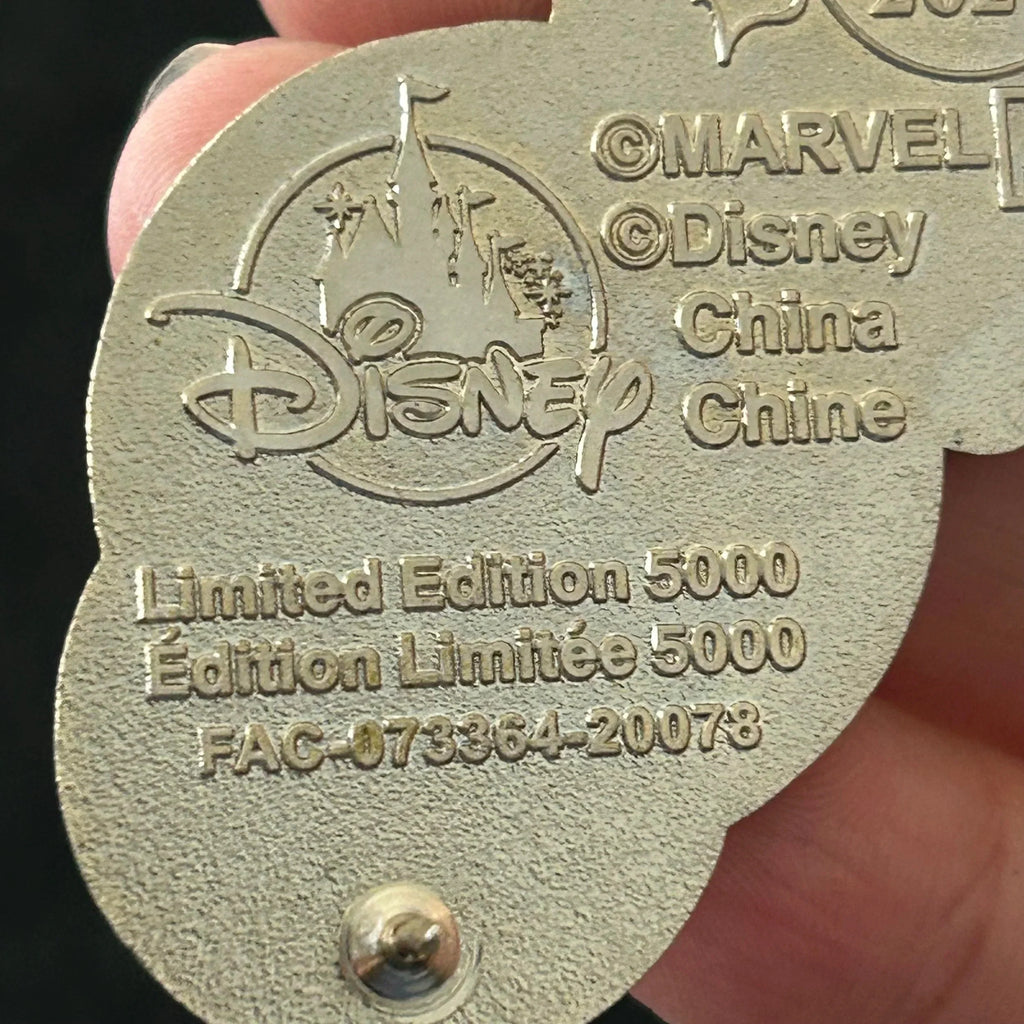 ©MARVEL
©Disney
China
Chine
Disney
Limited Edition 5000
Édition Limitée 5000
FAC-073364-20078